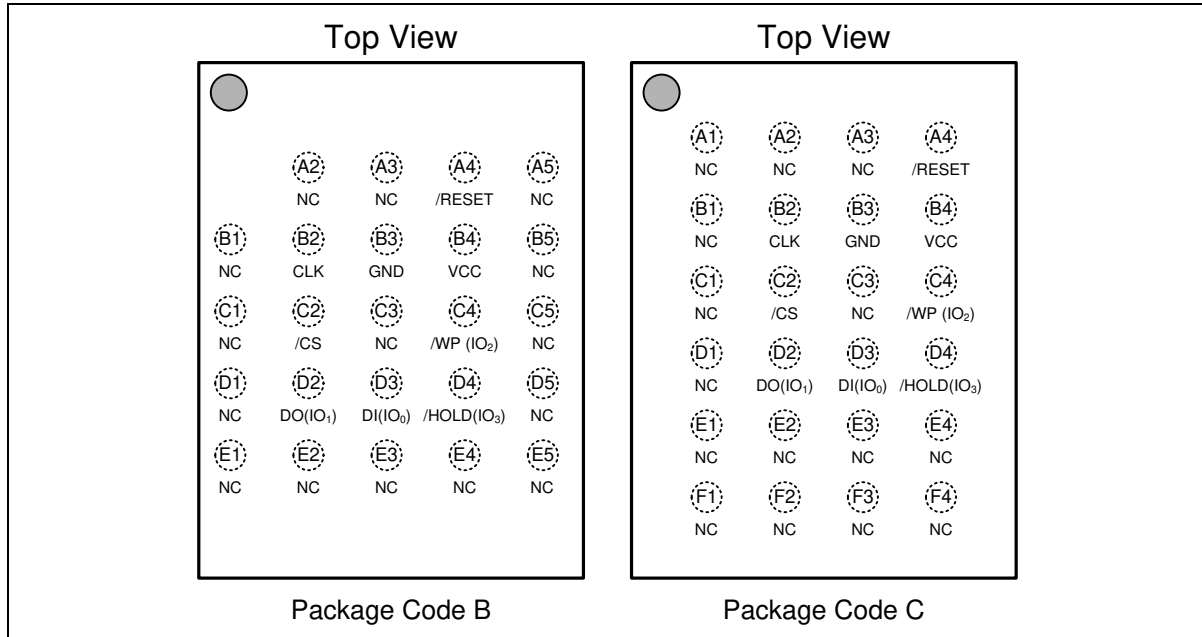 Top View
A2 A3 A4 A5
NC NC /RESET NC
B1 B2 B3 B4 B5
NC CLK GND VCC NC
C1 C2 C3 C4 C5
NC /CS NC /WP (IO₂) NC
D1 D2 D3 D4 D5
NC DO(IO₁) DI(IO₀) /HOLD(IO₃) NC
E1 E2 E3 E4 E5
NC NC NC NC NC
Package Code B
Top View
A1 A2 A3 A4
NC NC NC /RESET
B1 B2 B3 B4
NC CLK GND VCC
C1 C2 C3 C4
NC /CS NC /WP (IO₂)
D1 D2 D3 D4
NC DO(IO₁) DI(IO₀) /HOLD(IO₃)
E1 E2 E3 E4
NC NC NC NC
F1 F2 F3 F4
NC NC NC NC
Package Code C